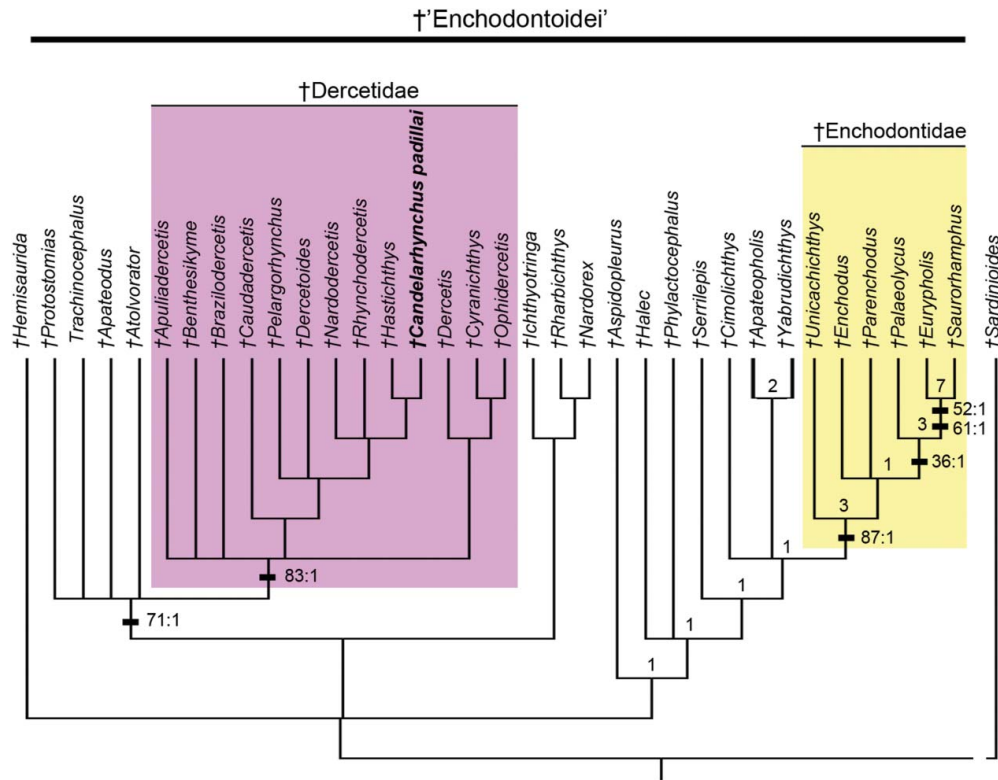 †'Enchodontoidei'
†Dercetidae
†Enchodontidae
†Hemisaurida
†Protostomias
Trachinocephalus
†Apateodus
†Atolvorator
†Apuliadercetis
†Benthesikyme
†Brazilodercetis
†Caudadercetis
†Pelargorhynchus
†Dercetoides
†Nardodercetis
†Rhynchodercetis
†Hastichthys
†Candelarhynchus padillai
†Dercetis
†Cyranichthys
†Ophidercetis
†Ichthyotringa
†Rharbichthys
†Nardorex
†Aspidopleurus
†Halec
†Phylactocephalus
†Serrilepis
†Cimolichthys
†Apateopholis
†Yabrudichthys
†Unicachichthys
†Enchodus
†Parenchodus
†Palaeolycus
†Eurypholis
†Saurorhamphus
†Sardinioides
2
7
52:1
3
61:1
1
36:1
3
87:1
1
83:1
1
71:1
1
1